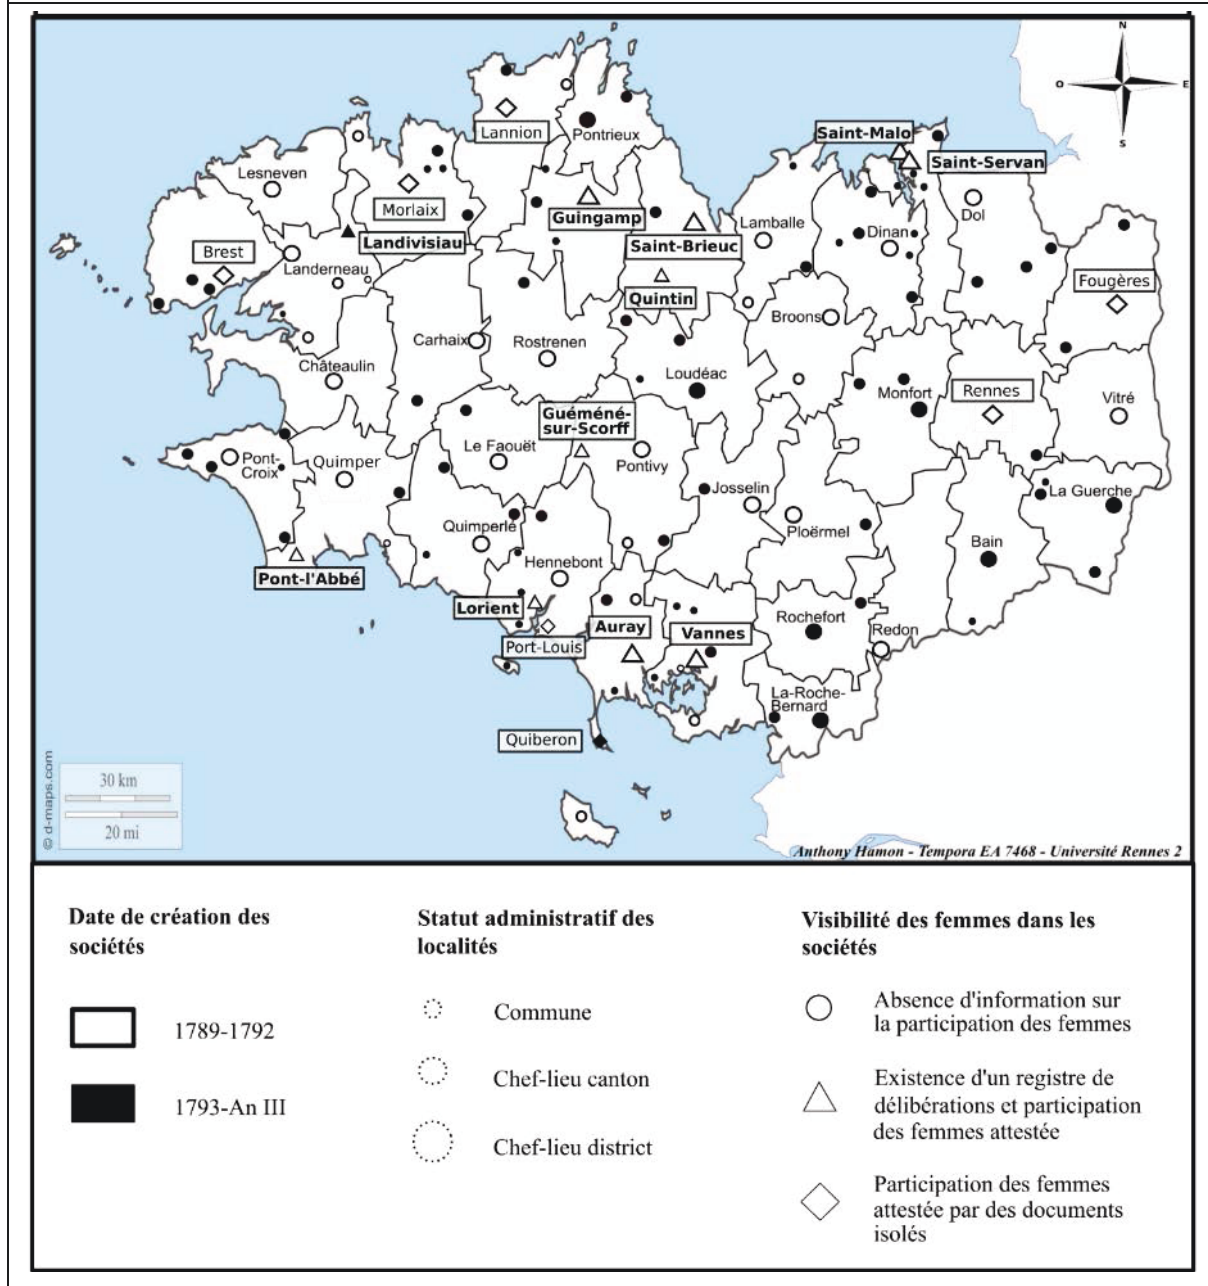 N
O
E
S
Saint-Malo
Saint-Servan
Lannion
Pontrieux
Lesneven
Morlaix
Guingamp
Lamballe
Dol
Dinan
Landivisiau
Saint-Brieuc
Brest
Landerneau
Fougères
Quintin
Broons
Carhaix
Rostrenen
Châteaulin
Loudéac
Monfort
Rennes
Vitré
Guéméné-
sur-Scorff
Le Faouët
Pont-
Croix
Quimper
Pontivy
Josselin
La Guerche
Quimperlé
Ploërmel
Bain
Hennebont
Pont-l'Abbé
Lorient
Auray
Vannes
Rochefort
Redon
Port-Louis
La-Roche-
Bernard
Quiberon
© d-maps.com
30 km
20 mi
Anthony Hamon - Tempora EA 7468 - Université Rennes 2
Date de création des
sociétés
1789-1792
1793-An III
Statut administratif des
localités
Commune
Chef-lieu canton
Chef-lieu district
Visibilité des femmes dans les
sociétés
Absence d'information sur
la participation des femmes
Existence d'un registre de
délibérations et participation
des femmes attestée
Participation des femmes
attestée par des documents
isolés